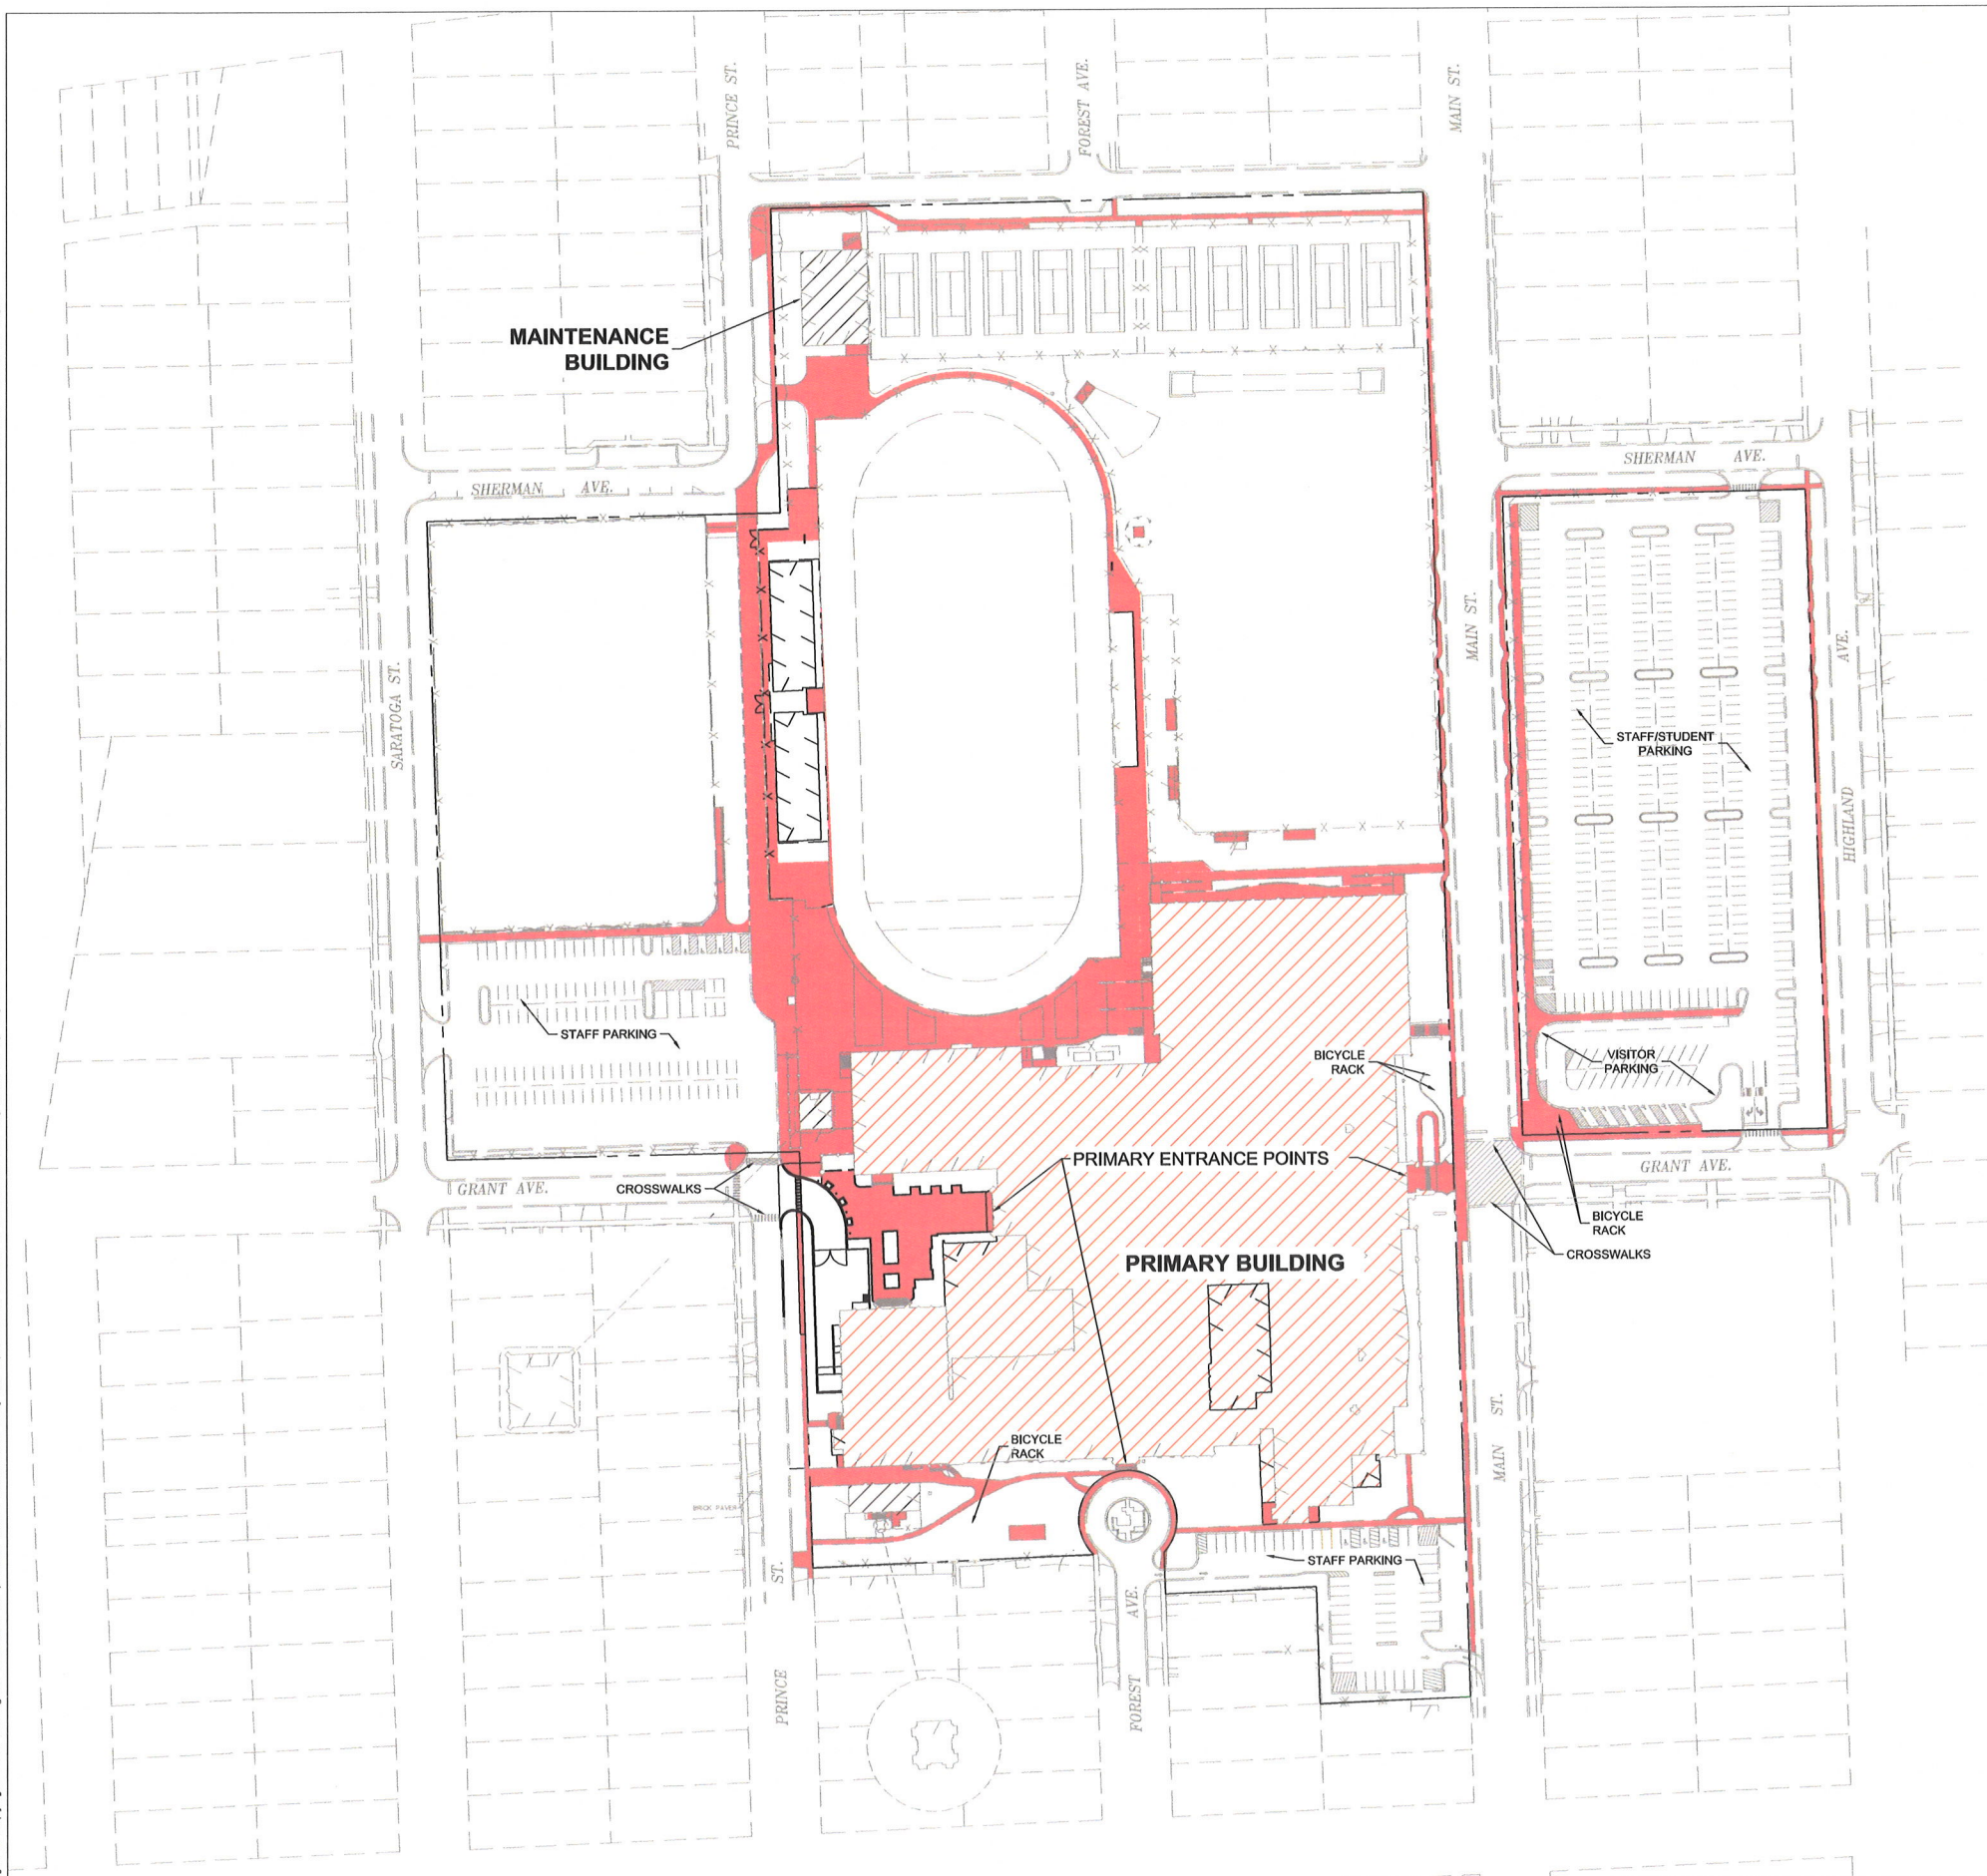 PRINCE ST.
FOREST AVE.
MAIN ST.
MAINTENANCE
BUILDING
SHERMAN AVE.
SHERMAN AVE.
SARATOGA ST.
MAIN ST.
HIGHLAND AVE.
STAFF/STUDENT
PARKING
STAFF PARKING
BICYCLE
RACK
VISITOR
PARKING
PRIMARY ENTRANCE POINTS
GRANT AVE.
CROSSWALKS
GRANT AVE.
BICYCLE
RACK
CROSSWALKS
PRIMARY BUILDING
BICYCLE
RACK
MAIN ST.
BRICK PAVER
STAFF PARKING
PRINCE ST.
FOREST AVE.